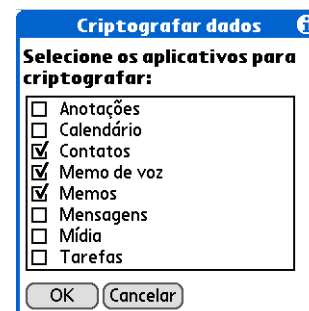 Criptografar dados
Selecione os aplicativos para
criptografar:
Anotações
Calendário
Contatos
Memo de voz
Memos
Mensagens
Mídia
Tarefas
OK Cancelar